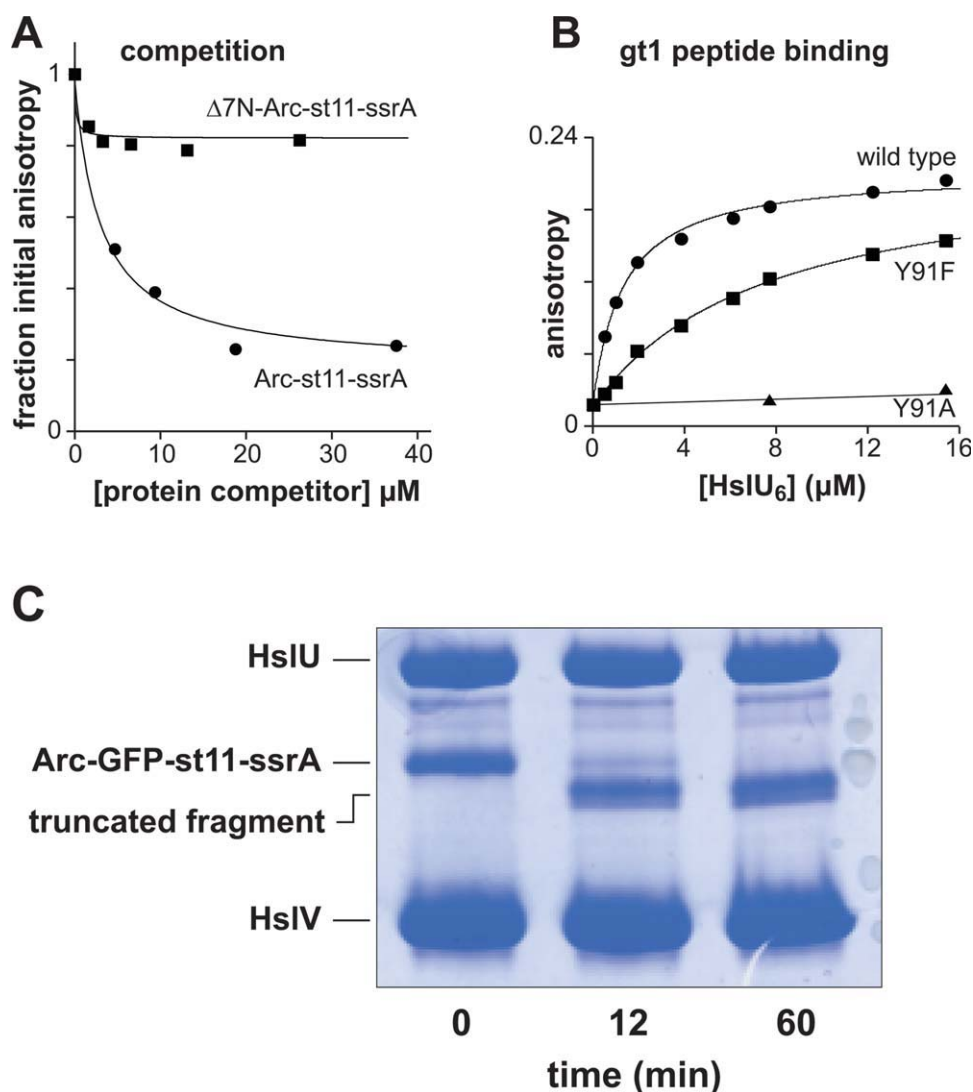 A
competition
1
Δ7N-Arc-st11-ssrA
fraction initial anisotropy
Arc-st11-ssrA
0
0 10 20 30 40
[protein competitor] µM
B
gt1 peptide binding
0.24
wild type
anisotropy
Y91F
Y91A
0
0 4 8 12 16
[HslU6] (µM)
C
HslU
Arc-GFP-st11-ssrA
truncated fragment
HslV
0 12 60
time (min)